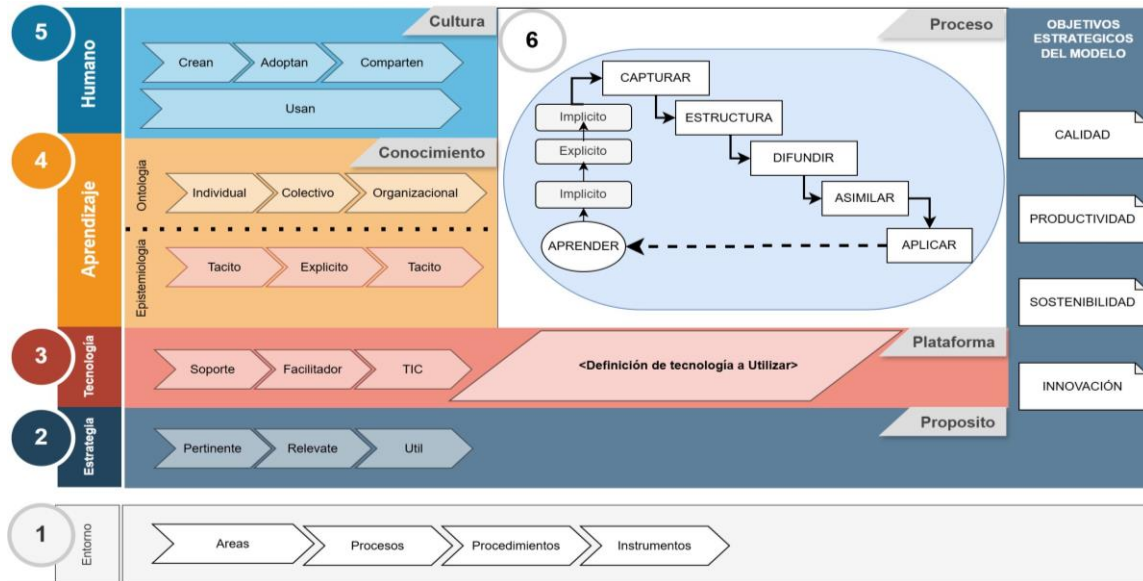 5
Humano
Cultura
Crean
Adoptan
Comparten
Usan
4
Aprendizaje
Conocimiento
Ontología
Individual
Colectivo
Organizacional
Epistemiología
Tacito
Explicito
Tacito
6
Proceso
CAPTURAR
ESTRUCTURA
DIFUNDIR
ASIMILAR
APLICAR
Implicito
Explicito
Implicito
APRENDER
3
Tecnología
Plataforma
Soporte
Facilitador
TIC
<Definición de tecnología a Utilizar>
2
Estrategia
Proposito
Pertinente
Relevate
Util
1
Entorno
Areas
Procesos
Procedimientos
Instrumentos
OBJETIVOS
ESTRATEGICOS
DEL MODELO
CALIDAD
PRODUCTIVIDAD
SOSTENIBILIDAD
INNOVACIÓN